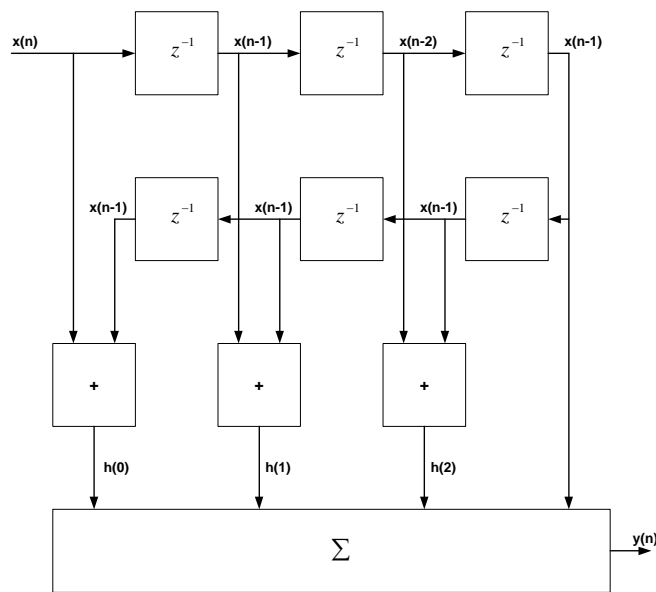 x(n) z⁻¹ x(n-1) z⁻¹ x(n-2) z⁻¹ x(n-1)
x(n-1) z⁻¹ x(n-1) z⁻¹ x(n-1) z⁻¹
+ + +
h(0) h(1) h(2)
Σ y(n)